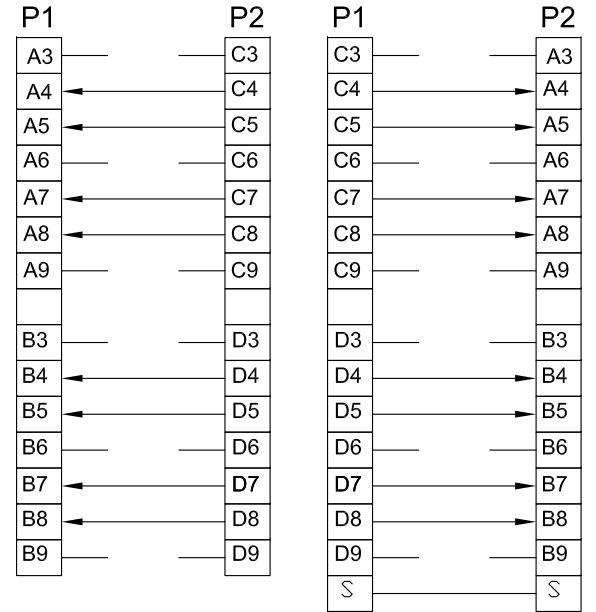 P1 P2 P1 P2
A3 C3 C3 A3
A4 C4 C4 A4
A5 C5 C5 A5
A6 C6 C6 A6
A7 C7 C7 A7
A8 C8 C8 A8
A9 C9 C9 A9
B3 D3 D3 B3
B4 D4 D4 B4
B5 D5 D5 B5
B6 D6 D6 B6
B7 D7 D7 B7
B8 D8 D8 B8
B9 D9 D9 B9
S S